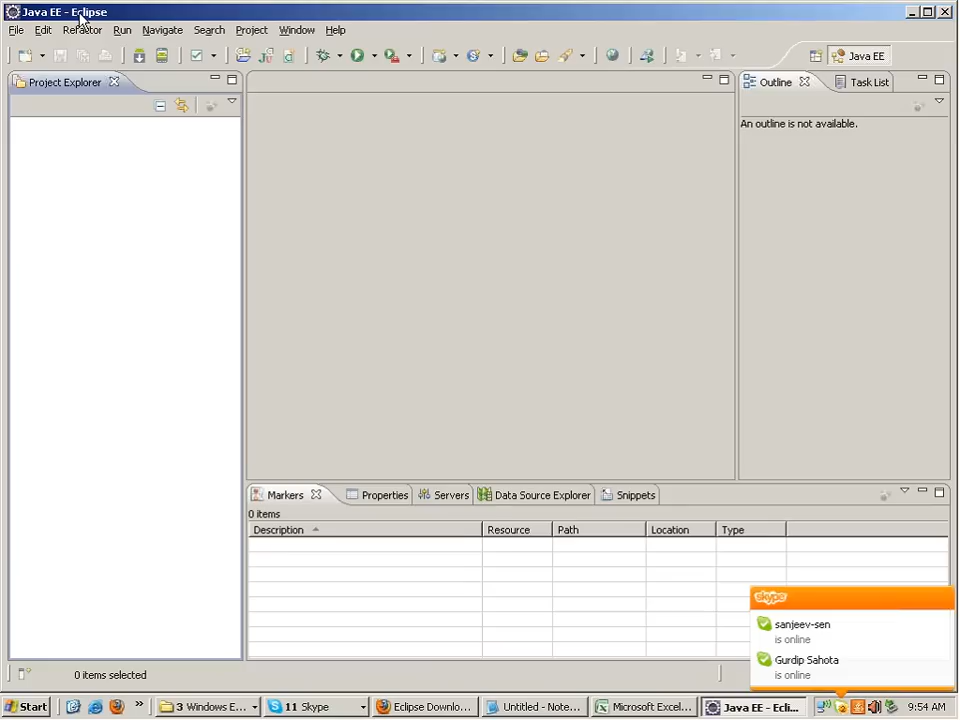 Java EE - Eclipse
File Edit Refactor Run Navigate Search Project Window Help
Java EE
Project Explorer
Outline
Task List
An outline is not available.
Markers
Properties
Servers
Data Source Explorer
Snippets
0 items
Description Resource Path Location Type
skype
sanjeev-sen
is online
Gurdip Sahota
is online
0 items selected
Start
»
3 Windows E...
11 Skype
Eclipse Downlo...
Untitled - Note...
Microsoft Excel...
Java EE - Ecli...
9:54 AM